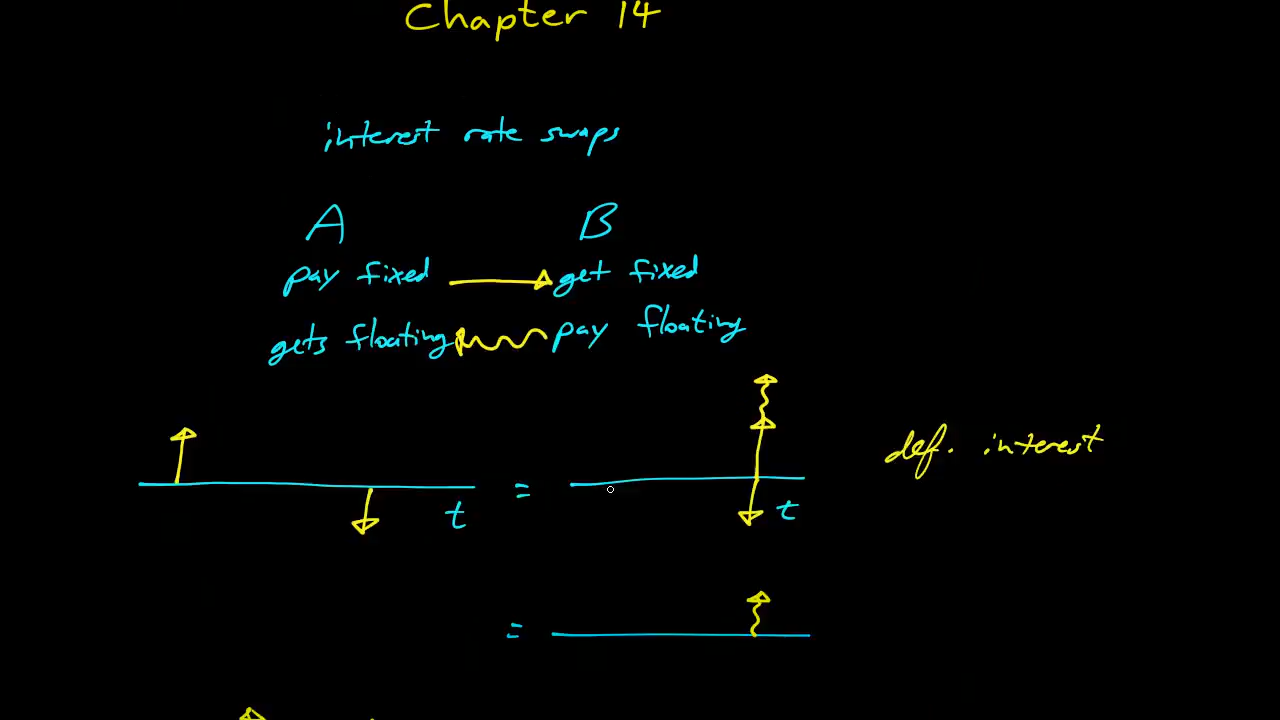 Chapter 14
interest rate swaps
A B
pay fixed get fixed
gets floating pay floating
def. interest
t = t
=